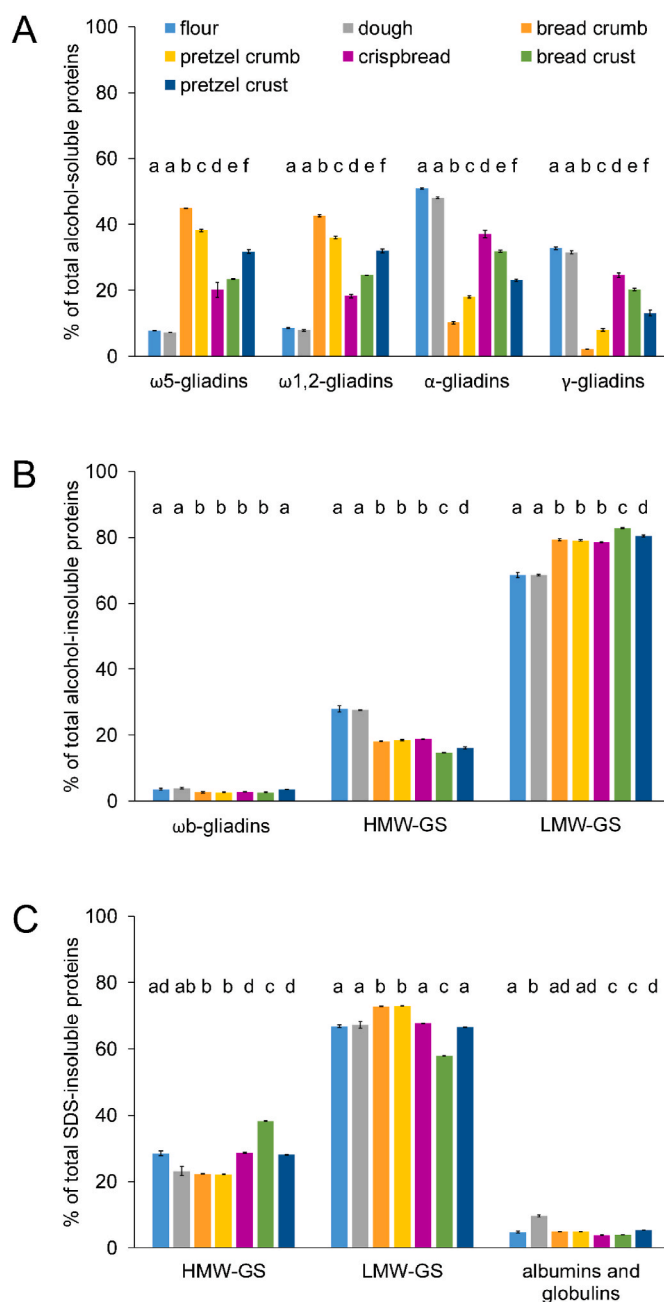 A
flour dough bread crumb
pretzel crumb crispbread bread crust
pretzel crust
% of total alcohol-soluble proteins
100
80
60
40
20
0
a a b c d e f a a b c d e f a a b c d e f a a b c d e f
ω5-gliadins ω1,2-gliadins α-gliadins γ-gliadins
B
% of total alcohol-insoluble proteins
100
80
60
40
20
0
a a b b b b a a a b b b c d a a b b b c d
ωb-gliadins HMW-GS LMW-GS
C
% of total SDS-insoluble proteins
100
80
60
40
20
0
ad ab b b d c d a a b b a c a a b ad ad c c d
HMW-GS LMW-GS albumins and
globulins